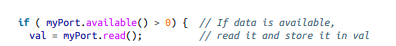 if ( myPort.available() > 0) {  // If data is available,
  val = myPort.read();         // read it and store it in val